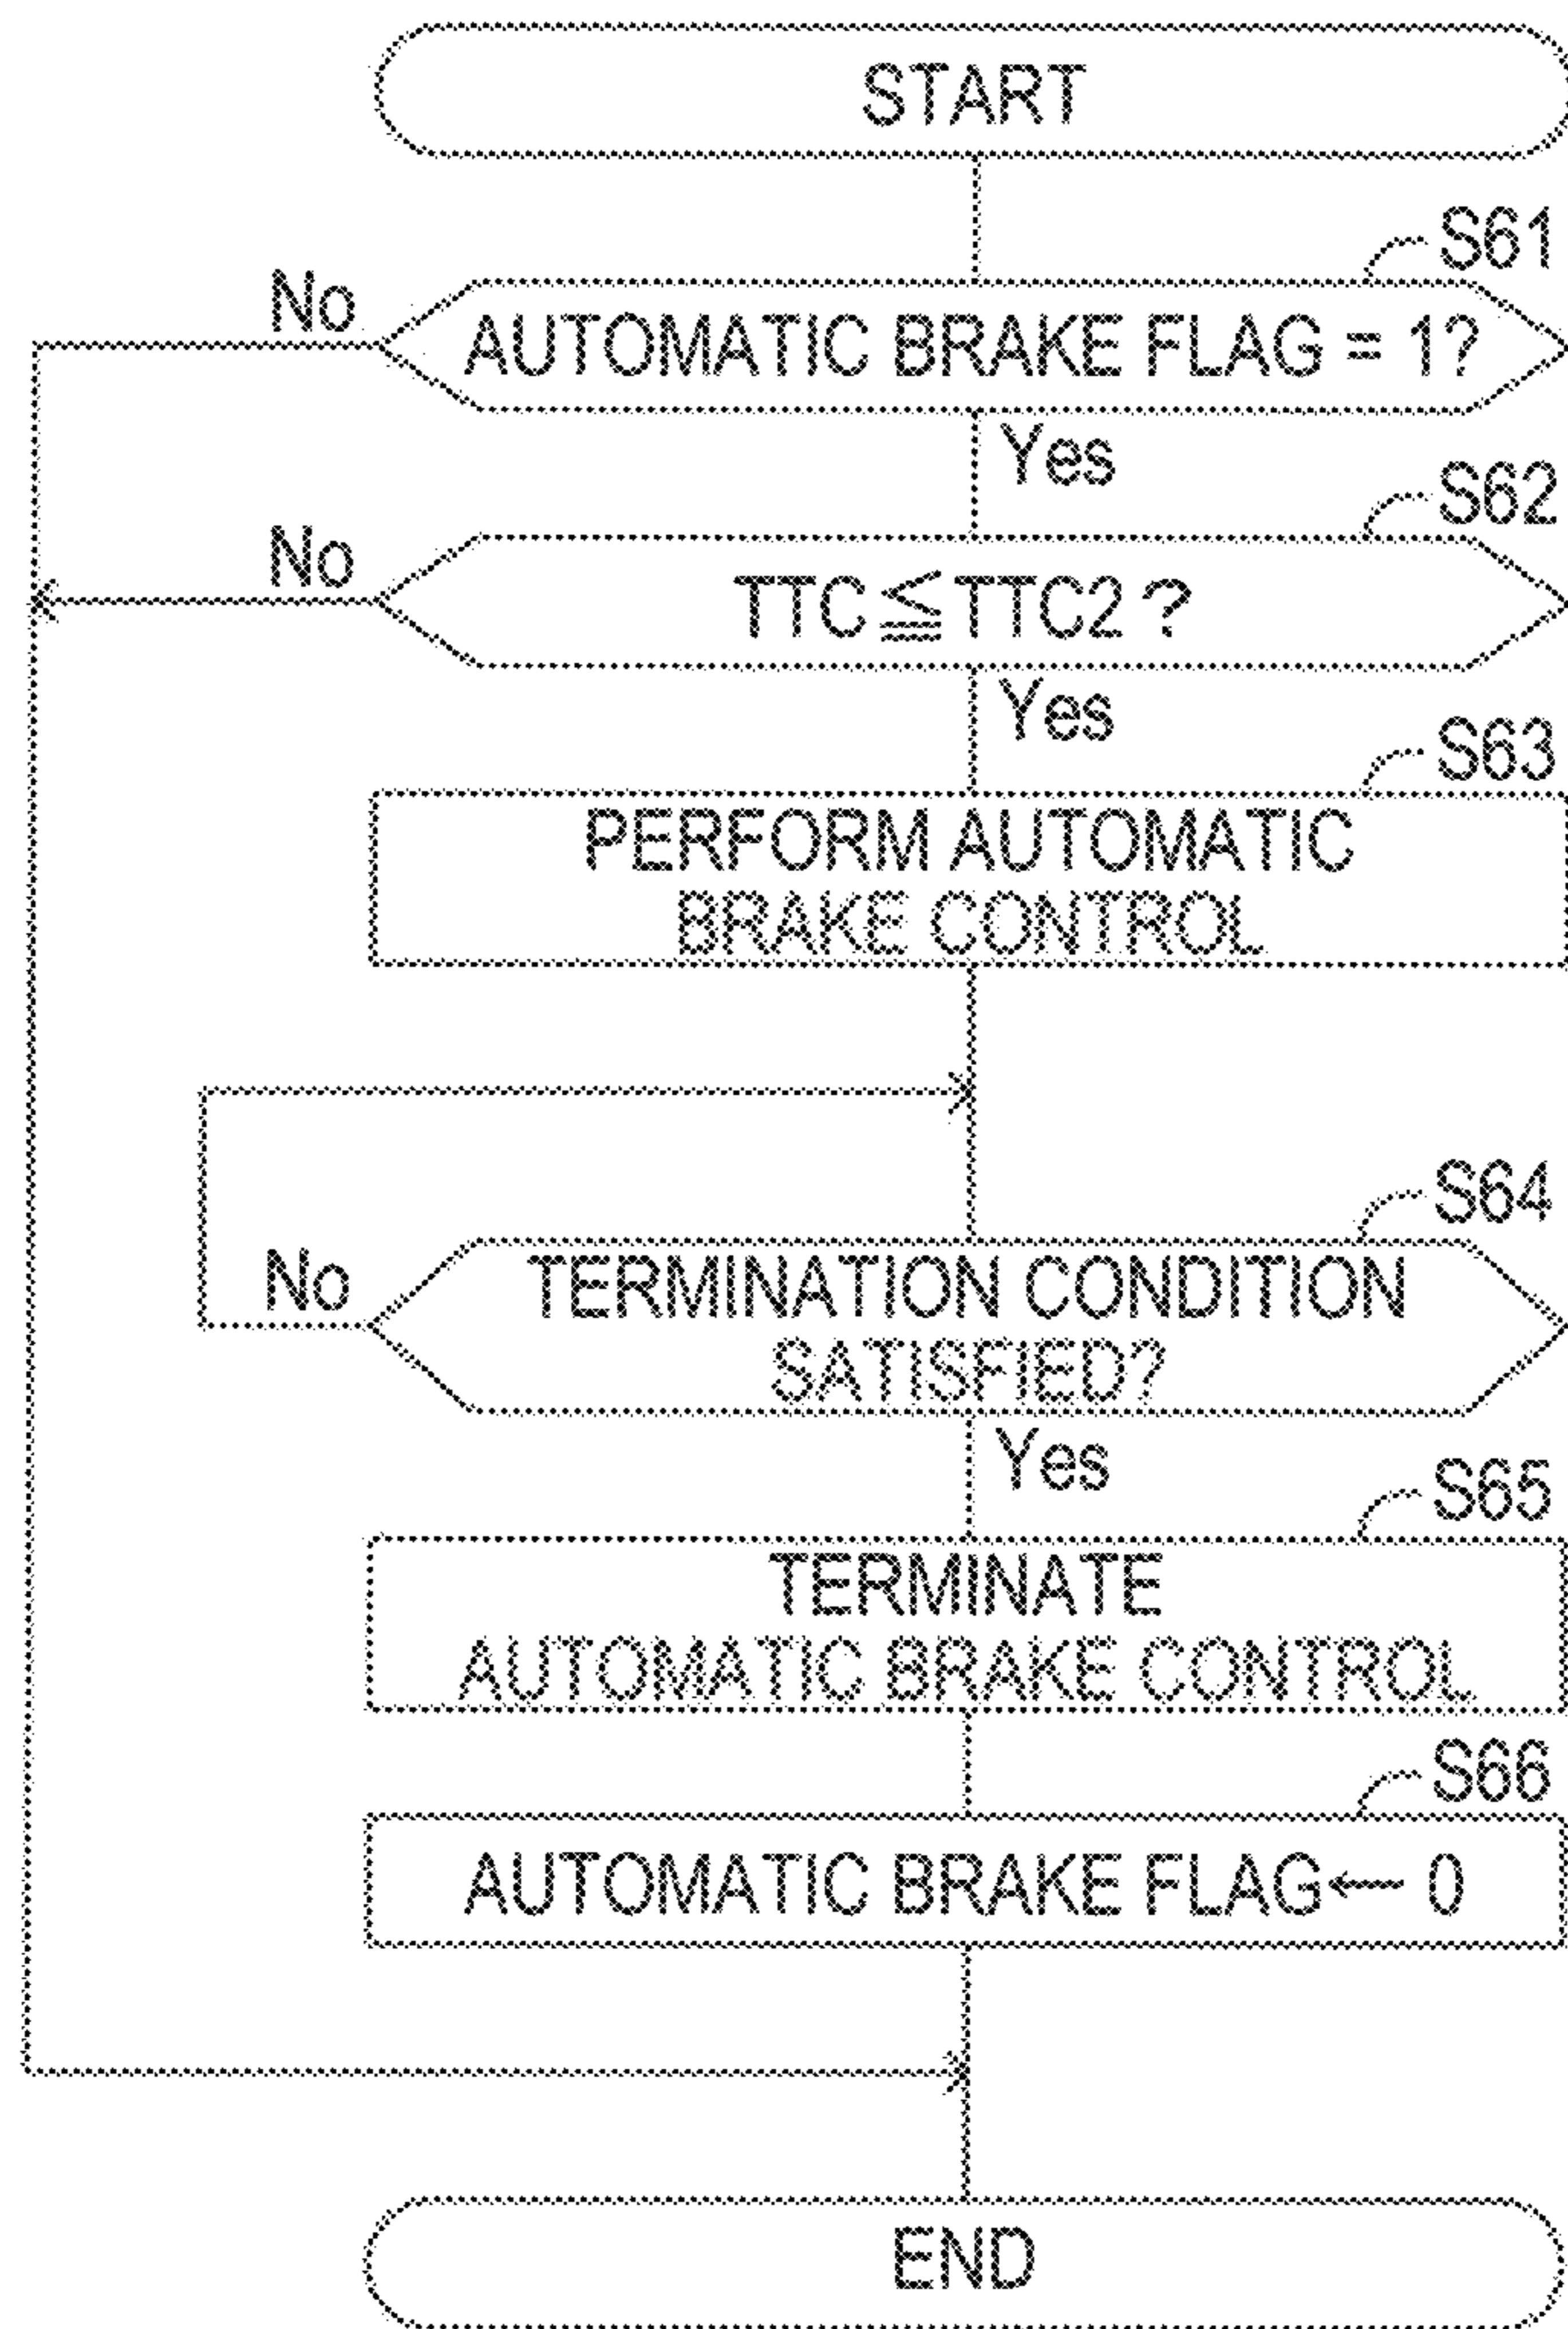 START
S61
No
AUTOMATIC BRAKE FLAG = 1?
Yes
S62
No
TTC≦TTC2 ?
Yes
S63
PERFORM AUTOMATIC
BRAKE CONTROL
S64
No
TERMINATION CONDITION
SATISFIED?
Yes
S65
TERMINATE
AUTOMATIC BRAKE CONTROL
S66
AUTOMATIC BRAKE FLAG← 0
END